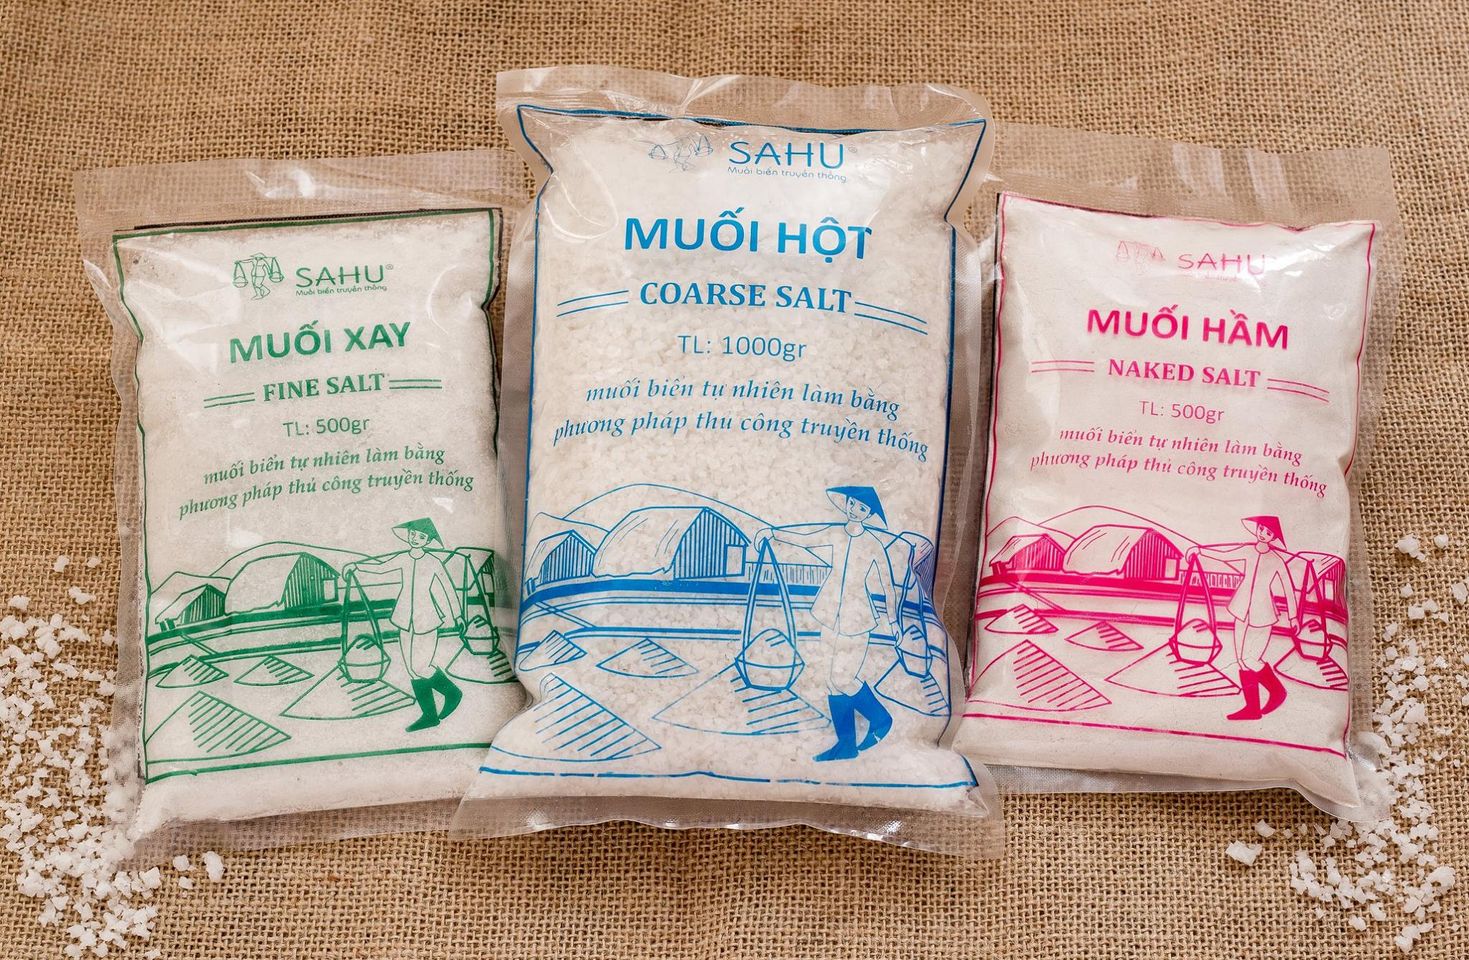 SAHU®
Muối biển truyền thống
MUỐI XAY
FINE SALT
TL: 500gr
muối biển tự nhiên làm bằng
phương pháp thủ công truyền thống
SAHU®
Muối biển truyền thống
MUỐI HỘT
COARSE SALT
TL: 1000gr
muối biển tự nhiên làm bằng
phương pháp thủ công truyền thống
SAHU
MUỐI HẦM
NAKED SALT
TL: 500gr
muối biển tự nhiên làm bằng
phương pháp thủ công truyền thống